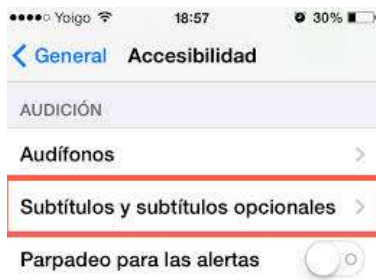 Yoigo 18:57 30%
General Accesibilidad
AUDICIÓN
Audífonos
Subtítulos y subtítulos opcionales
Parpadeo para las alertas